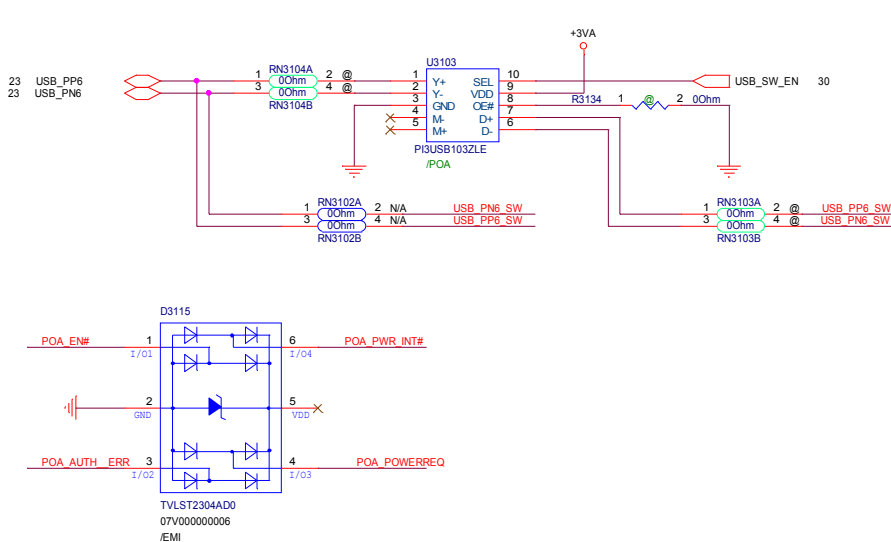 +3VA
23 USB_PP6
23 USB_PN6
RN3104A
1 0Ohm 2 @
3 0Ohm 4 @
RN3104B
U3103
1 Y+ SEL 10
2 Y- VDD 9
3 GND OE# 8
4 M- D+ 7
5 M+ D- 6
PI3USB103ZLE
/POA
USB_SW_EN 30
R3134 1 @ 2 0Ohm
RN3102A
1 0Ohm 2 N/A USB_PN6_SW
3 0Ohm 4 N/A USB_PP6_SW
RN3102B
RN3103A
1 0Ohm 2 @ USB_PP6_SW
3 0Ohm 4 @ USB_PN6_SW
RN3103B
D3115
POA_EN# 1 6 POA_PWR_INT#
I/O1 I/O4
2 5
GND VDD
POA_AUTH_ERR 3 4 POA_POWERREQ
I/O2 I/O3
TVLST2304AD0
07V000000006
/EMI